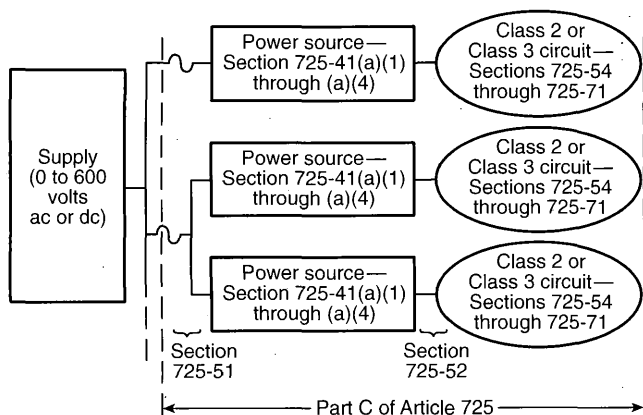 Supply
(0 to 600
volts
ac or dc)
Power source—
Section 725-41(a)(1)
through (a)(4)
Class 2 or
Class 3 circuit—
Sections 725-54
through 725-71
Power source—
Section 725-41(a)(1)
through (a)(4)
Class 2 or
Class 3 circuit—
Sections 725-54
through 725-71
Power source—
Section 725-41(a)(1)
through (a)(4)
Class 2 or
Class 3 circuit—
Sections 725-54
through 725-71
Section
725-51
Section
725-52
Part C of Article 725